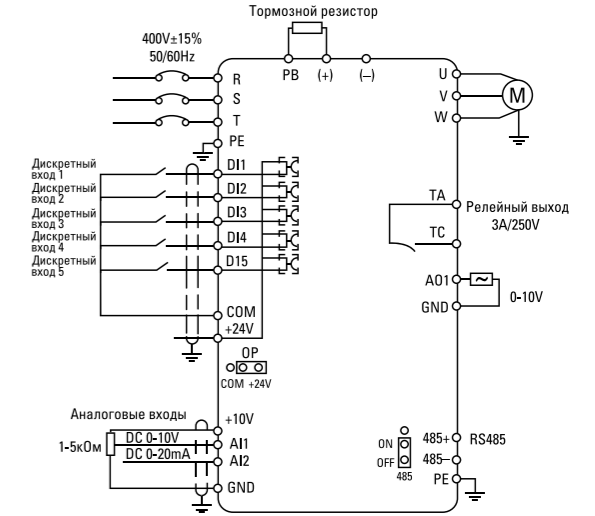 Тормозной резистор
400V±15%
50/60Hz
PB (+) (–)
R
S
T
PE
U
V
W
M
Дискретный
вход 1
Дискретный
вход 2
Дискретный
вход 3
Дискретный
вход 4
Дискретный
вход 5
DI1
DI2
DI3
DI4
D15
COM
+24V
OP
COM +24V
TA
TC
Релейный выход
3A/250V
AO1
GND
0-10V
Аналоговые входы
1-5кОм
DC 0-10V
DC 0-20mA
+10V
AI1
AI2
GND
ON
OFF
485
485+
485–
RS485
PE